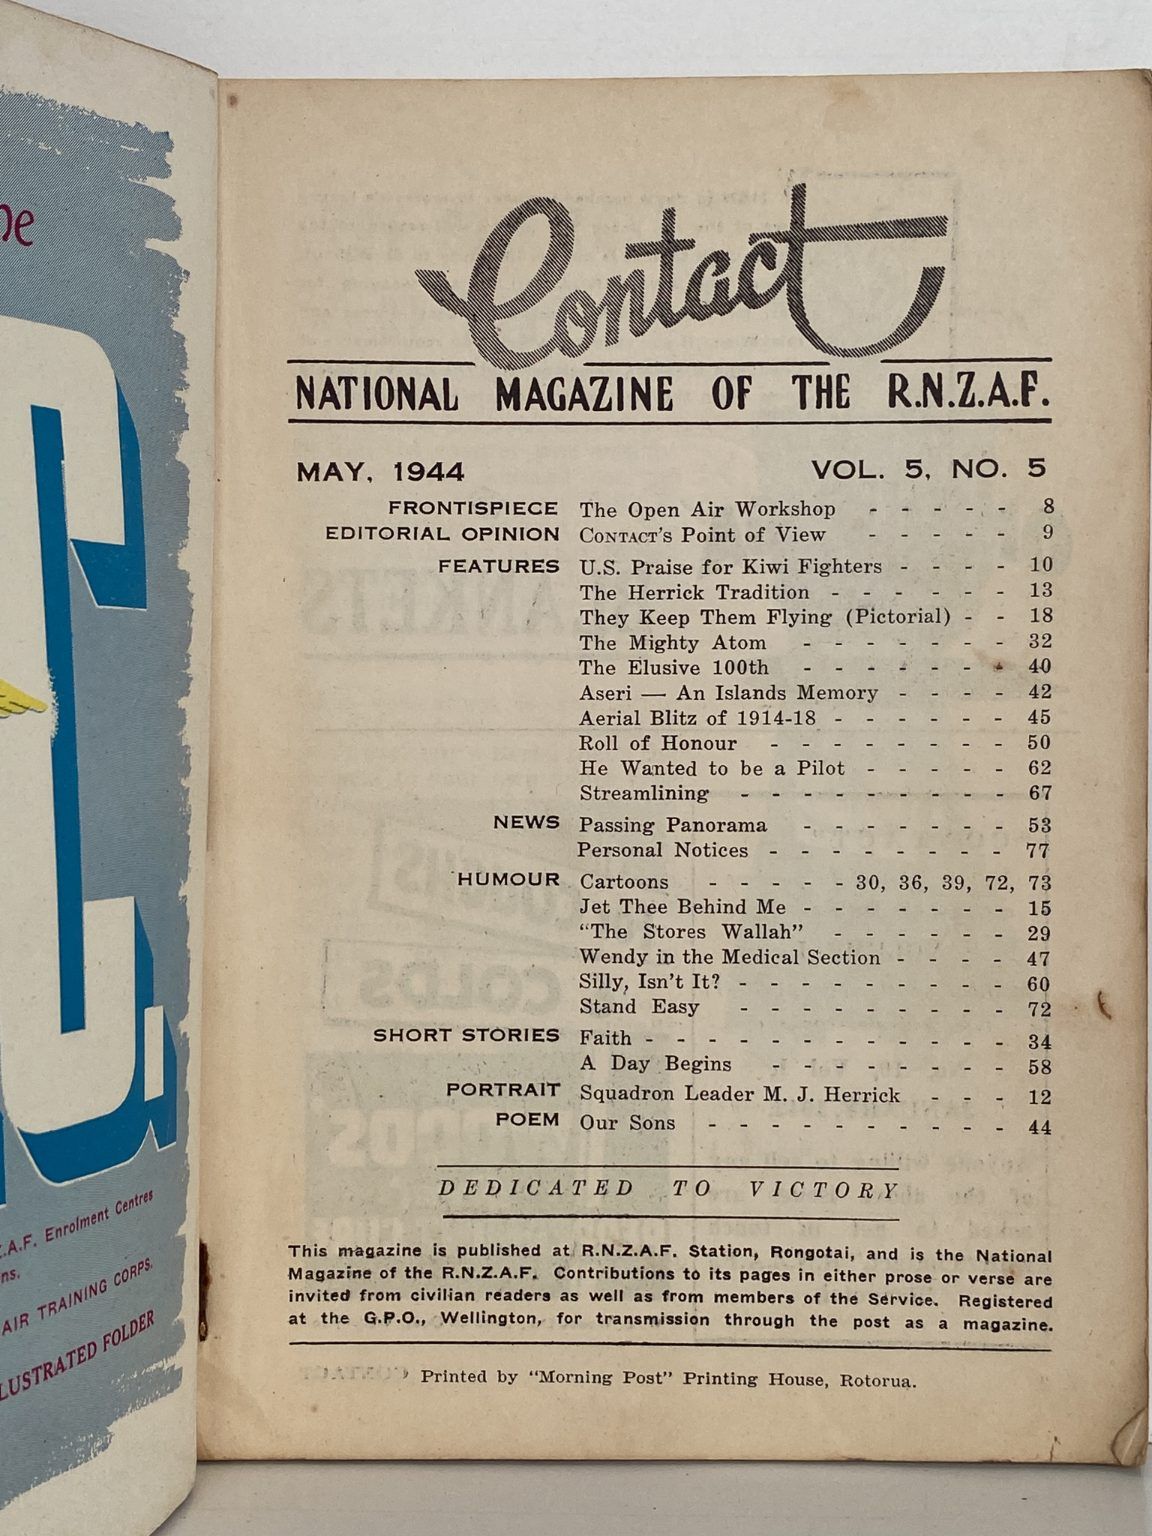 he
Z.A.F. Enrolment Centres
ns.
AIR TRAINING CORPS.
LUSTRATED FOLDER
Contact
NATIONAL MAGAZINE OF THE R.N.Z.A.F.
MAY, 1944 VOL. 5, NO. 5
FRONTISPIECE The Open Air Workshop - - - - - 8
EDITORIAL OPINION CONTACT'S Point of View - - - - - 9
FEATURES U.S. Praise for Kiwi Fighters - - - - 10
The Herrick Tradition - - - - - - 13
They Keep Them Flying (Pictorial) - - 18
The Mighty Atom - - - - - - - 32
The Elusive 100th - - - - - - - 40
Aseri — An Islands Memory - - - - 42
Aerial Blitz of 1914-18 - - - - - - 45
Roll of Honour - - - - - - - - 50
He Wanted to be a Pilot - - - - - 62
Streamlining - - - - - - - - - 67
NEWS Passing Panorama - - - - - - - 53
Personal Notices - - - - - - - - 77
HUMOUR Cartoons - - - - - 30, 36, 39, 72, 73
Jet Thee Behind Me - - - - - - - 15
"The Stores Wallah" - - - - - - 29
Wendy in the Medical Section - - - - 47
Silly, Isn't It? - - - - - - - - - 60
Stand Easy - - - - - - - - - 72
SHORT STORIES Faith - - - - - - - - - - - - 34
A Day Begins - - - - - - - - 58
PORTRAIT Squadron Leader M. J. Herrick - - - 12
POEM Our Sons - - - - - - - - - - 44
DEDICATED TO VICTORY
This magazine is published at R.N.Z.A.F. Station, Rongotai, and is the National
Magazine of the R.N.Z.A.F. Contributions to its pages in either prose or verse are
invited from civilian readers as well as from members of the Service. Registered
at the G.P.O., Wellington, for transmission through the post as a magazine.
Printed by "Morning Post" Printing House, Rotorua.